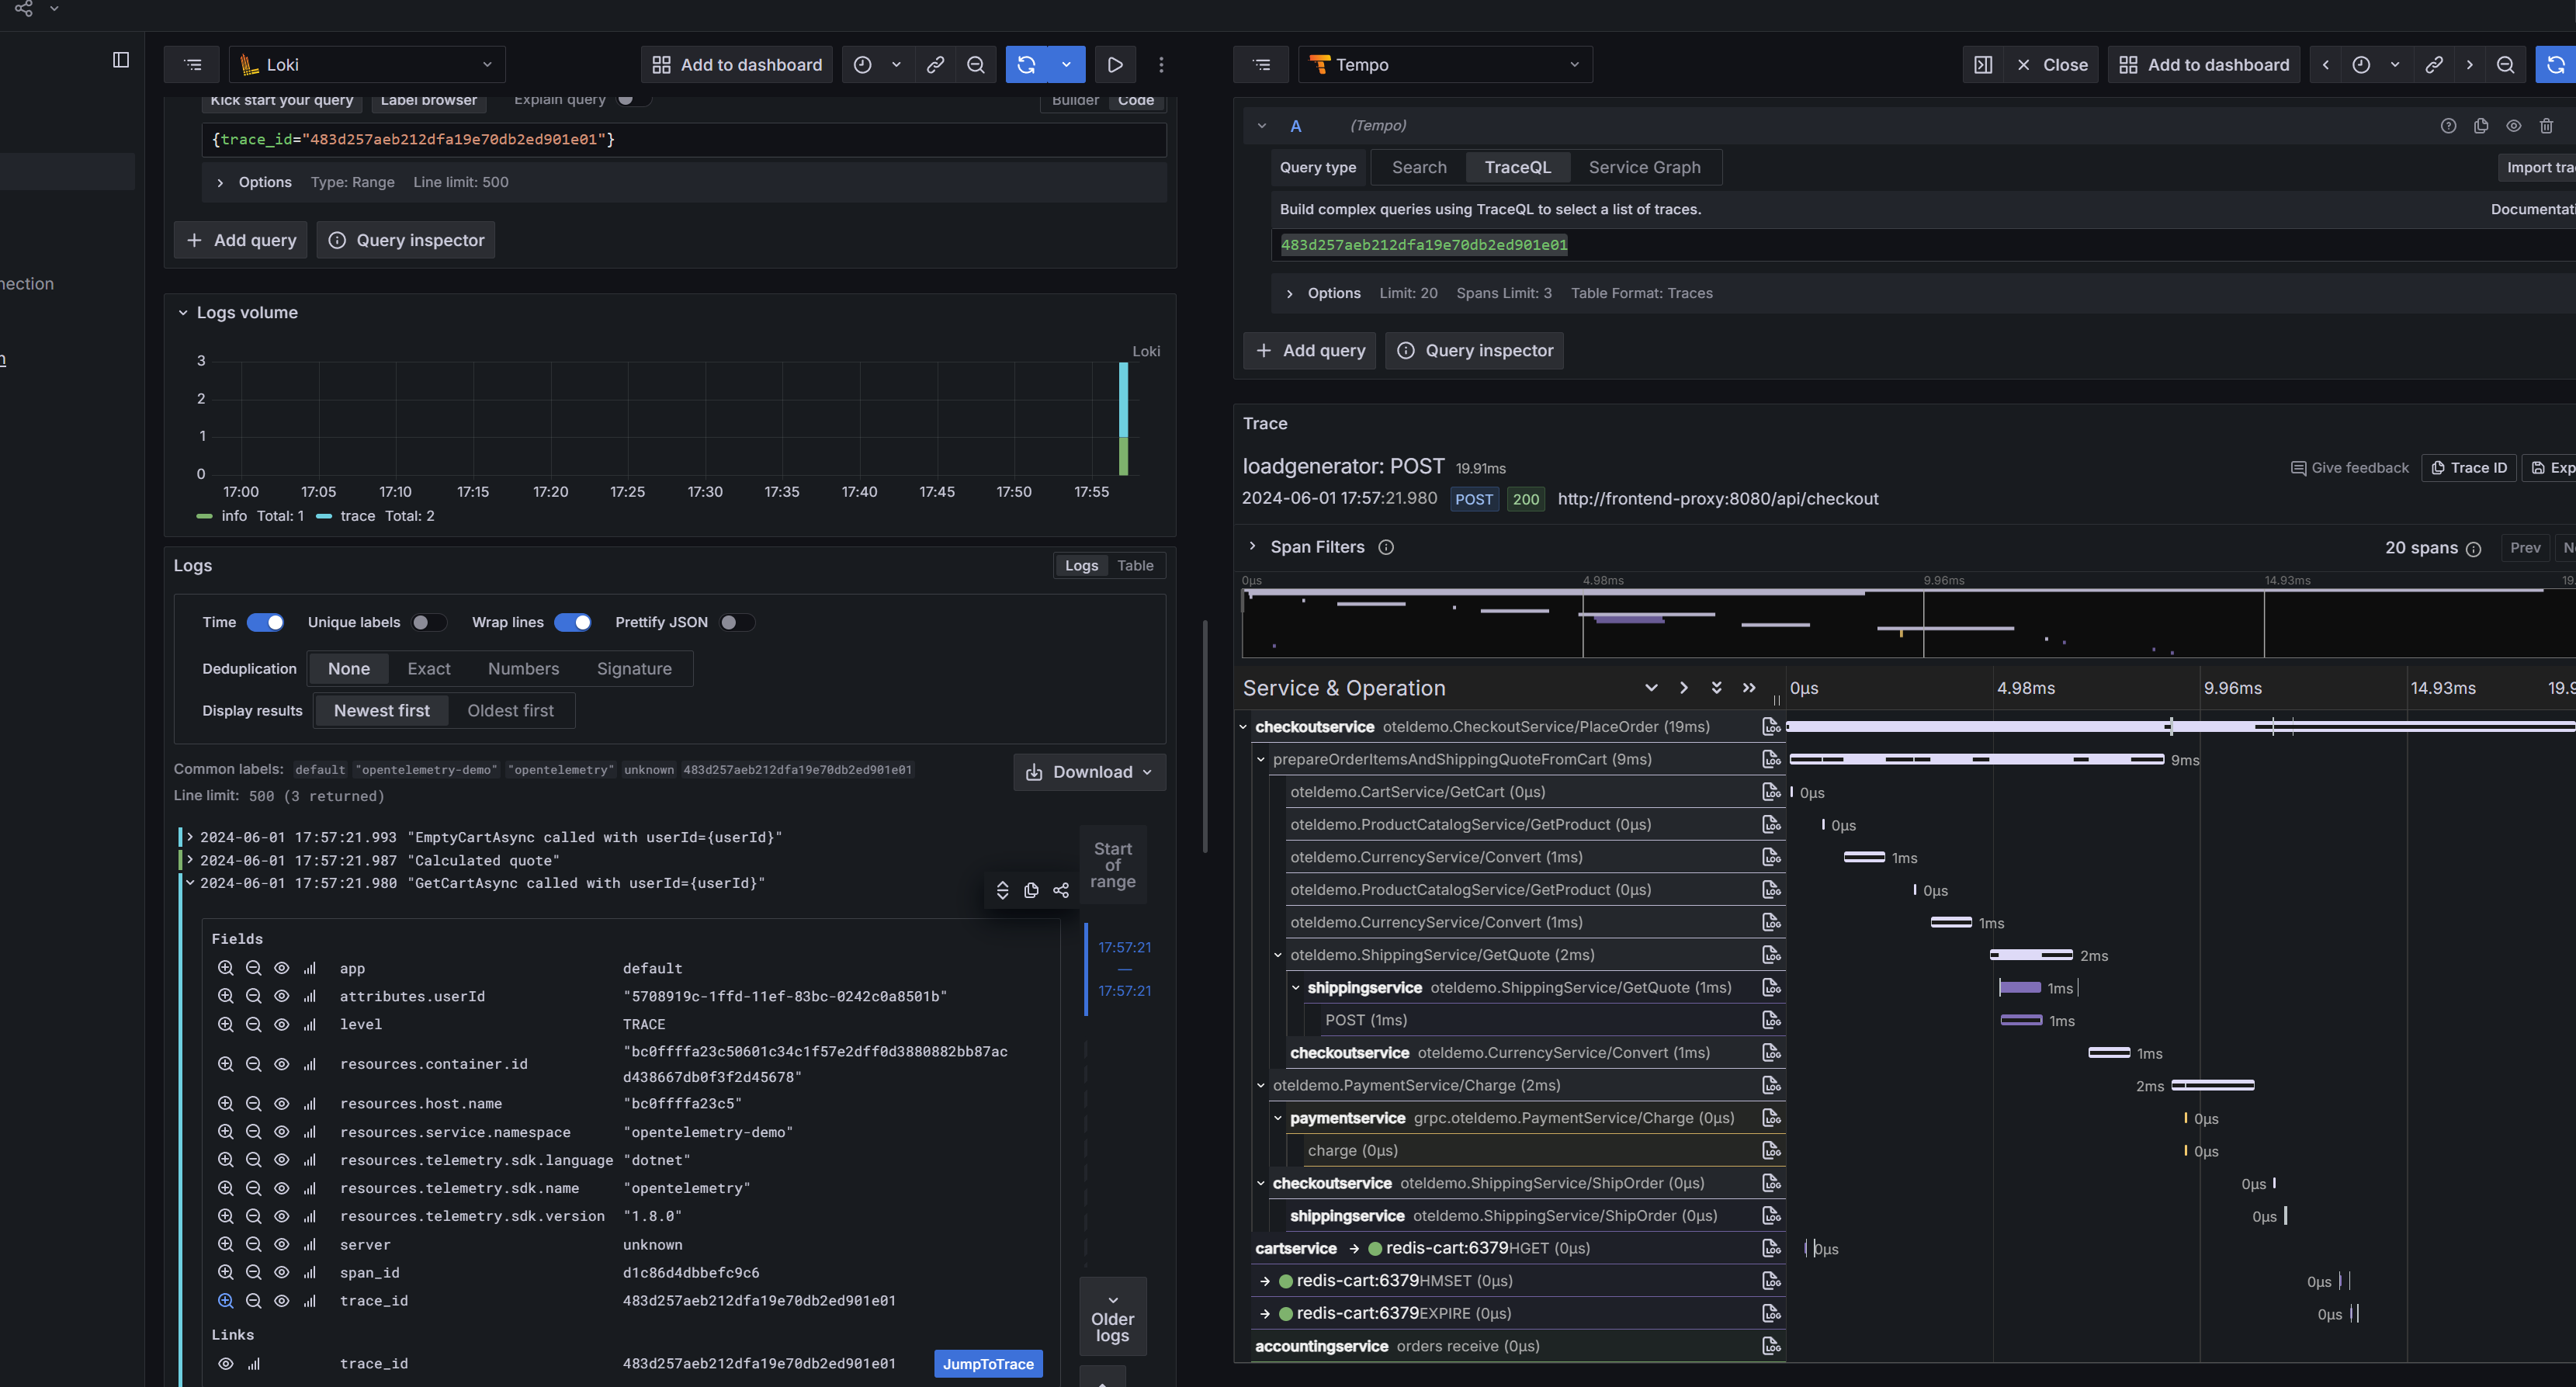 Loki
Add to dashboard
Kick start your query
Label browser
Explain query
Builder
Code
{trace_id="483d257aeb212dfa19e70db2ed901e01"}
Options Type: Range Line limit: 500
+ Add query
Query inspector
nection
n
Logs volume
Loki
3
2
1
0
17:00 17:05 17:10 17:15 17:20 17:25 17:30 17:35 17:40 17:45 17:50 17:55
info Total: 1 trace Total: 2
Logs
Logs Table
Time Unique labels Wrap lines Prettify JSON
Deduplication None Exact Numbers Signature
Display results Newest first Oldest first
Common labels: default "opentelemetry-demo" "opentelemetry" unknown 483d257aeb212dfa19e70db2ed901e01
Download
Line limit: 500 (3 returned)
2024-06-01 17:57:21.993 "EmptyCartAsync called with userId={userId}"
2024-06-01 17:57:21.987 "Calculated quote"
2024-06-01 17:57:21.980 "GetCartAsync called with userId={userId}"
Start
of
range
17:57:21
—
17:57:21
Older
logs
Fields
app default
attributes.userId "5708919c-1ffd-11ef-83bc-0242c0a8501b"
level TRACE
resources.container.id "bc0ffffa23c50601c34c1f57e2dff0d3880882bb87ac
d438667db0f3f2d45678"
resources.host.name "bc0ffffa23c5"
resources.service.namespace "opentelemetry-demo"
resources.telemetry.sdk.language "dotnet"
resources.telemetry.sdk.name "opentelemetry"
resources.telemetry.sdk.version "1.8.0"
server unknown
span_id d1c86d4dbbefc9c6
trace_id 483d257aeb212dfa19e70db2ed901e01
Links
trace_id 483d257aeb212dfa19e70db2ed901e01 JumpToTrace
Tempo
Close
Add to dashboard
A (Tempo)
Query type Search TraceQL Service Graph
Import tra
Build complex queries using TraceQL to select a list of traces.
Documentati
483d257aeb212dfa19e70db2ed901e01
Options Limit: 20 Spans Limit: 3 Table Format: Traces
+ Add query
Query inspector
Trace
loadgenerator: POST 19.91ms
Give feedback Trace ID Exp
2024-06-01 17:57:21.980 POST 200 http://frontend-proxy:8080/api/checkout
Span Filters
20 spans Prev N
0µs 4.98ms 9.96ms 14.93ms 19.
Service & Operation 0µs 4.98ms 9.96ms 14.93ms 19.9
checkoutservice oteldemo.CheckoutService/PlaceOrder (19ms)
prepareOrderItemsAndShippingQuoteFromCart (9ms) 9ms
oteldemo.CartService/GetCart (0µs) 0µs
oteldemo.ProductCatalogService/GetProduct (0µs) 0µs
oteldemo.CurrencyService/Convert (1ms) 1ms
oteldemo.ProductCatalogService/GetProduct (0µs) 0µs
oteldemo.CurrencyService/Convert (1ms) 1ms
oteldemo.ShippingService/GetQuote (2ms) 2ms
shippingservice oteldemo.ShippingService/GetQuote (1ms) 1ms
POST (1ms) 1ms
checkoutservice oteldemo.CurrencyService/Convert (1ms) 1ms
oteldemo.PaymentService/Charge (2ms) 2ms
paymentservice grpc.oteldemo.PaymentService/Charge (0µs) 0µs
charge (0µs) 0µs
checkoutservice oteldemo.ShippingService/ShipOrder (0µs) 0µs
shippingservice oteldemo.ShippingService/ShipOrder (0µs) 0µs
cartservice → redis-cart:6379HGET (0µs) 0µs
→ redis-cart:6379HMSET (0µs) 0µs
→ redis-cart:6379EXPIRE (0µs) 0µs
accountingservice orders receive (0µs)